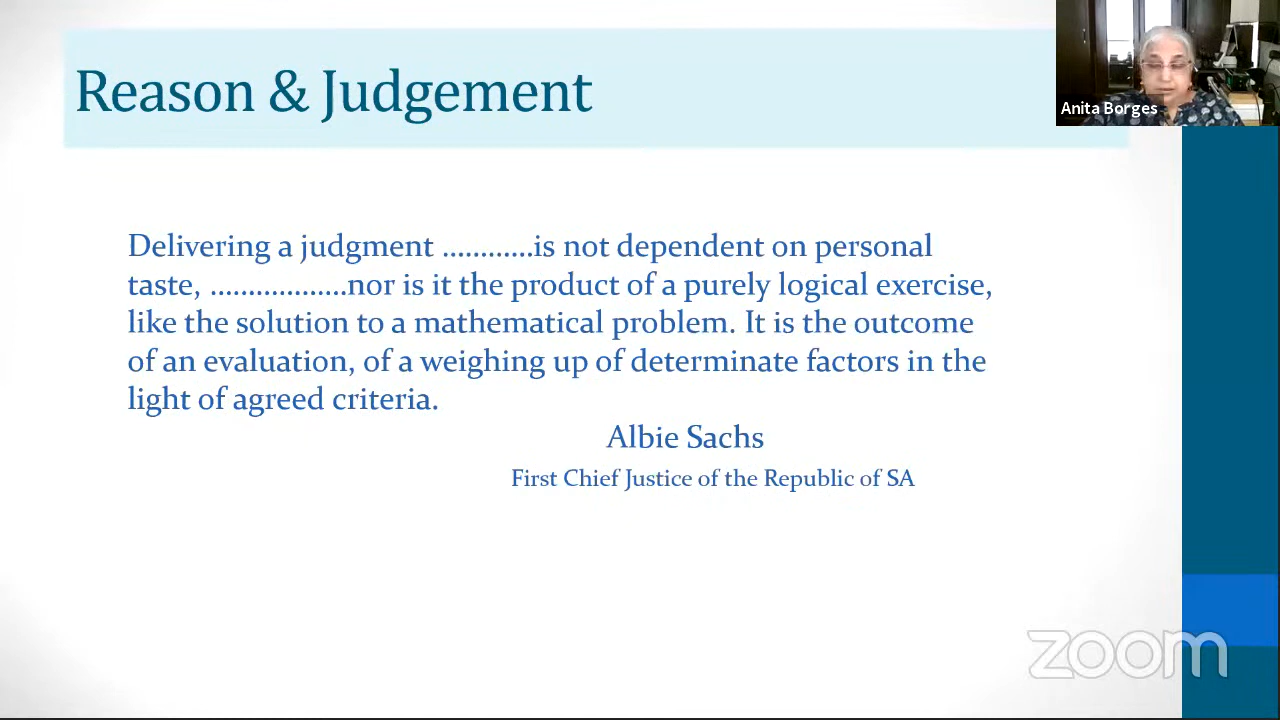 Reason & Judgement
Anita Borges
Delivering a judgment ............is not dependent on personal
taste, ..................nor is it the product of a purely logical exercise,
like the solution to a mathematical problem. It is the outcome
of an evaluation, of a weighing up of determinate factors in the
light of agreed criteria.
Albie Sachs
First Chief Justice of the Republic of SA
zoom